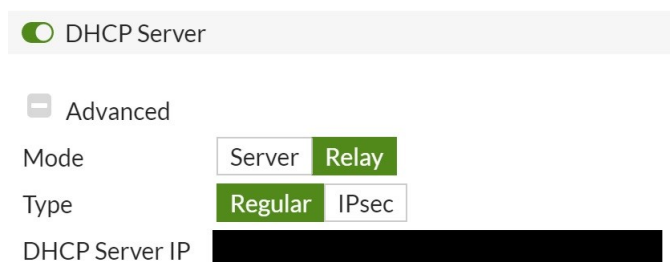 DHCP Server
Advanced
Mode Server Relay
Type Regular IPsec
DHCP Server IP